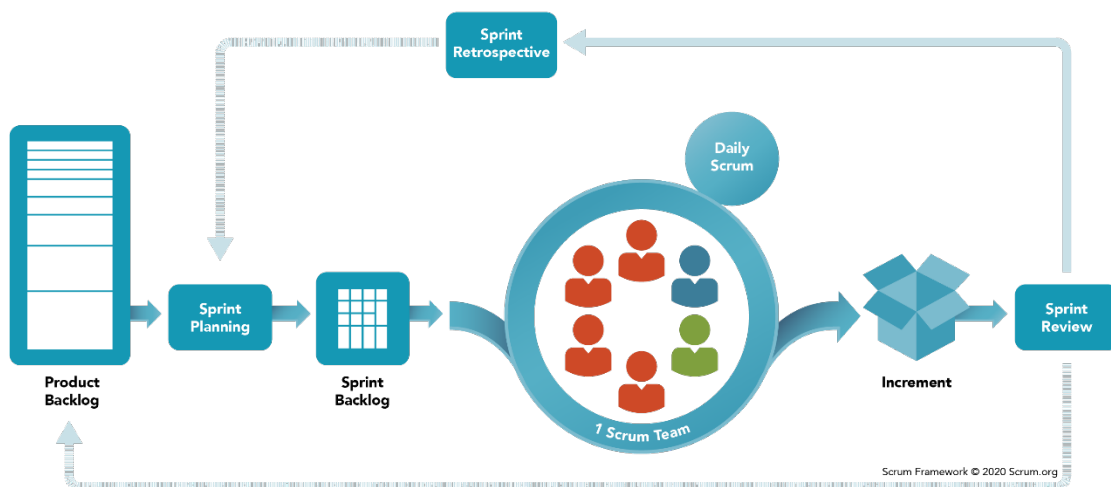 Sprint
Retrospective
Daily
Scrum
Sprint
Planning
Sprint
Review
Product
Backlog
Sprint
Backlog
Increment
1 Scrum Team
Scrum Framework © 2020 Scrum.org